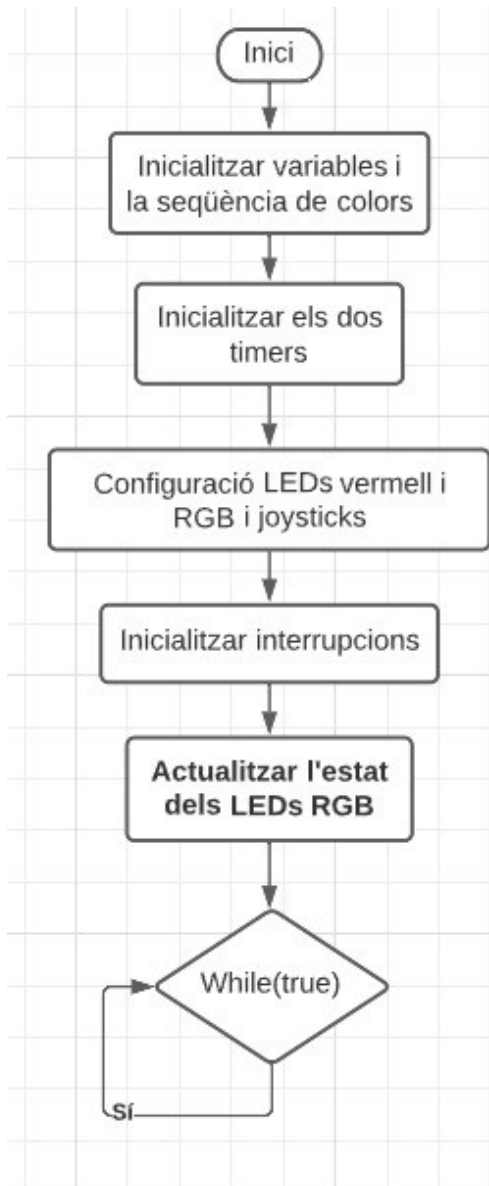 Inici
Inicialitzar variables i
la seqüència de colors
Inicialitzar els dos
timers
Configuració LEDs vermell i
RGB i joysticks
Inicialitzar interrupcions
Actualitzar l'estat
dels LEDs RGB
While(true)
Sí